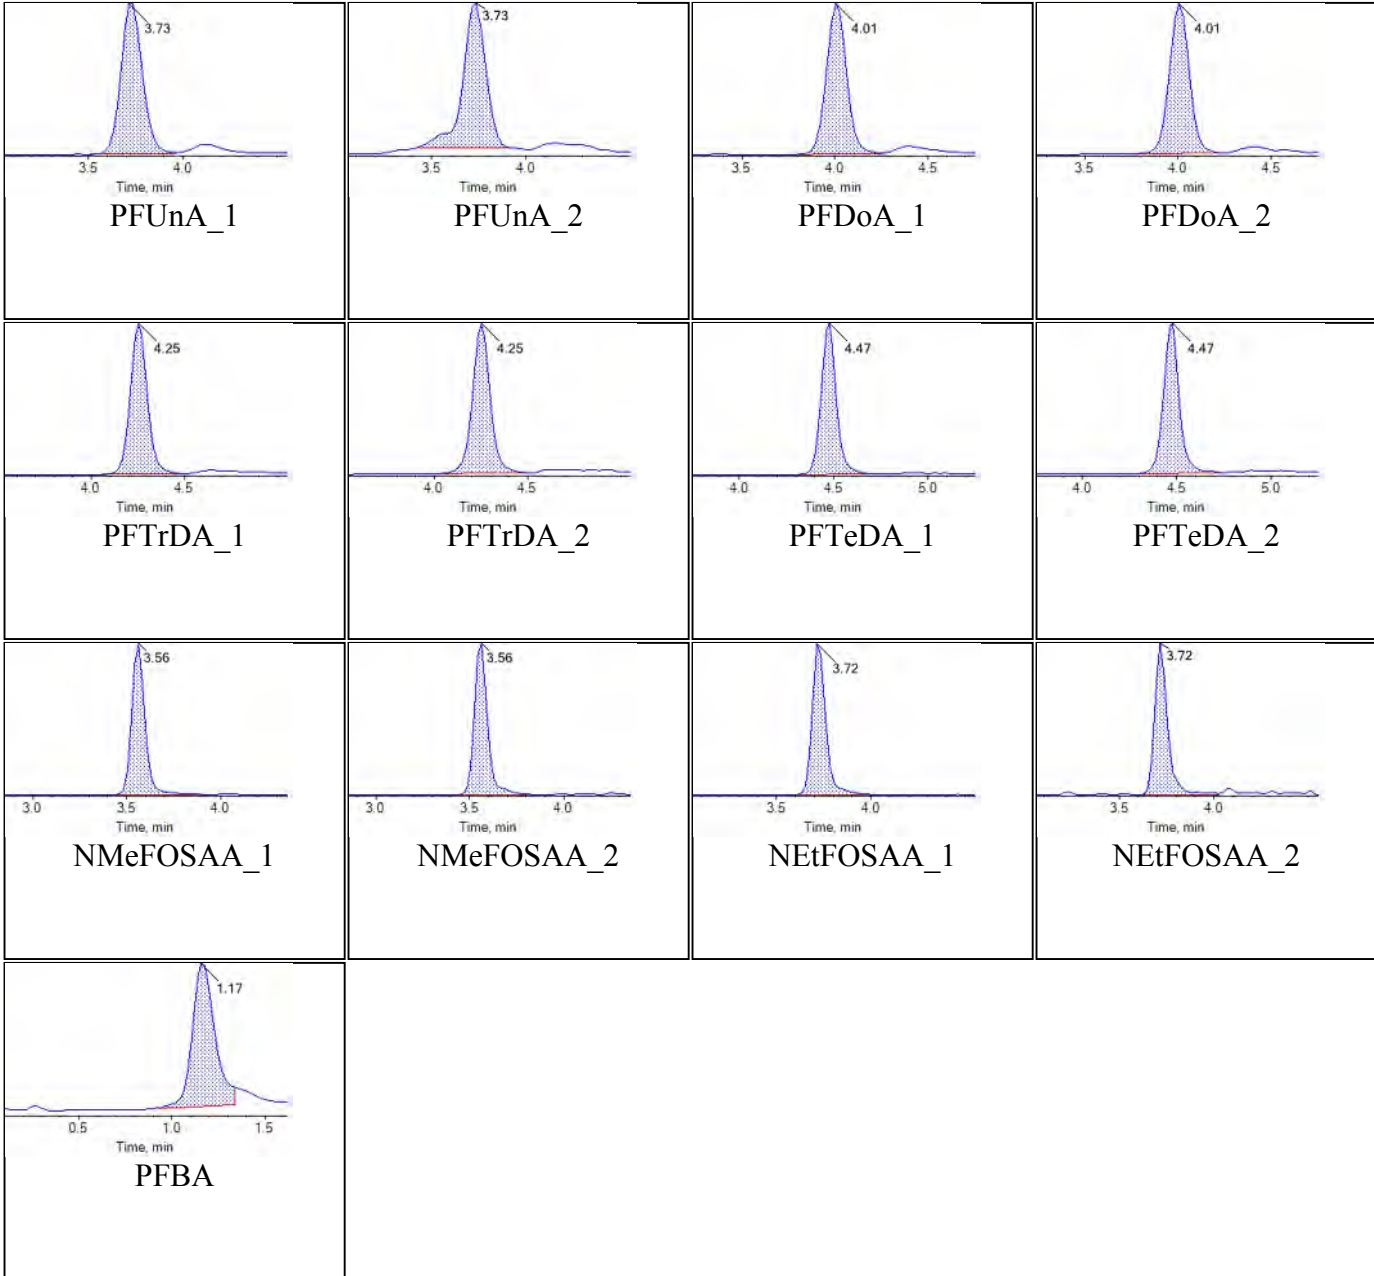 3.73
3.5 4.0
Time, min
PFUnA_1
3.73
3.5 4.0
Time, min
PFUnA_2
4.01
3.5 4.0 4.5
Time, min
PFDoA_1
4.01
3.5 4.0 4.5
Time, min
PFDoA_2
4.25
4.0 4.5
Time, min
PFTrDA_1
4.25
4.0 4.5
Time, min
PFTrDA_2
4.47
4.0 4.5 5.0
Time, min
PFTeDA_1
4.47
4.0 4.5 5.0
Time, min
PFTeDA_2
3.56
3.0 3.5 4.0
Time, min
NMeFOSAA_1
3.56
3.0 3.5 4.0
Time, min
NMeFOSAA_2
3.72
3.5 4.0
Time, min
NEtFOSAA_1
3.72
3.5 4.0
Time, min
NEtFOSAA_2
1.17
0.5 1.0 1.5
Time, min
PFBA